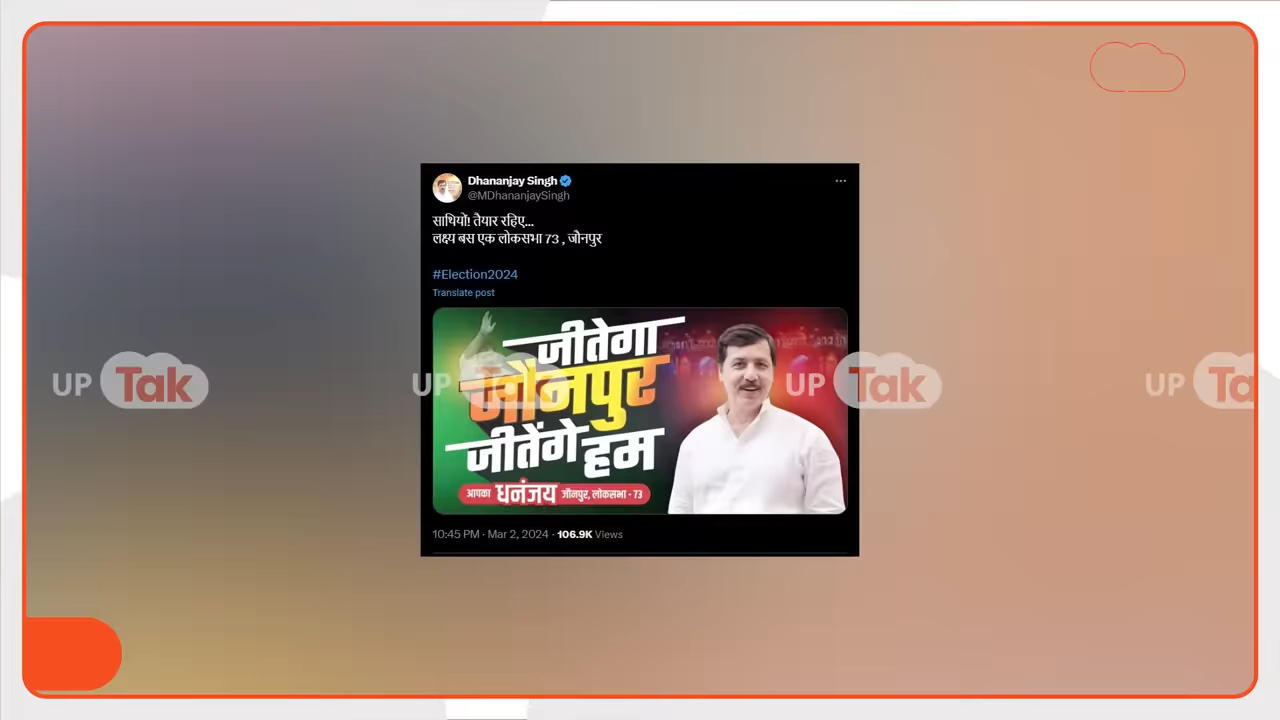 Dhananjay Singh
@MDhananjaySingh
साथियों! तैयार रहिए...
लक्ष्य बस एक लोकसभा 73 , जौनपुर
#Election2024
Translate post
जीतेगा
जौनपुर
जीतेंगे हम
आपका धनंजय जौनपुर, लोकसभा - 73
10:45 PM · Mar 2, 2024 · 106.9K Views
UP Tak
UP Tak
UP Tak
UP Ta